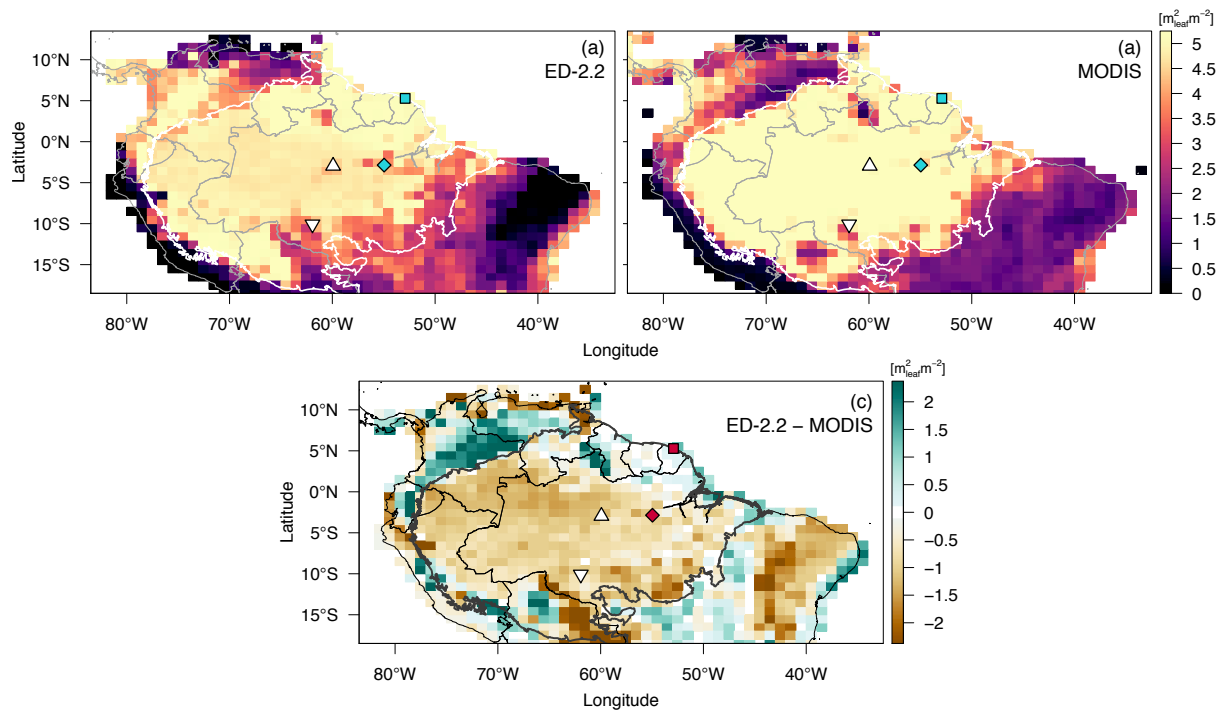 [m²leaf m⁻²]
(a)
ED-2.2
(a)
MODIS
10°N
5°N
0°N
5°S
10°S
15°S
Latitude
80°W 70°W 60°W 50°W 40°W
80°W 70°W 60°W 50°W 40°W
Longitude
5
4.5
4
3.5
3
2.5
2
1.5
1
0.5
0
[m²leaf m⁻²]
(c)
ED-2.2 − MODIS
10°N
5°N
0°N
5°S
10°S
15°S
Latitude
80°W 70°W 60°W 50°W 40°W
Longitude
2
1.5
1
0.5
0
−0.5
−1
−1.5
−2